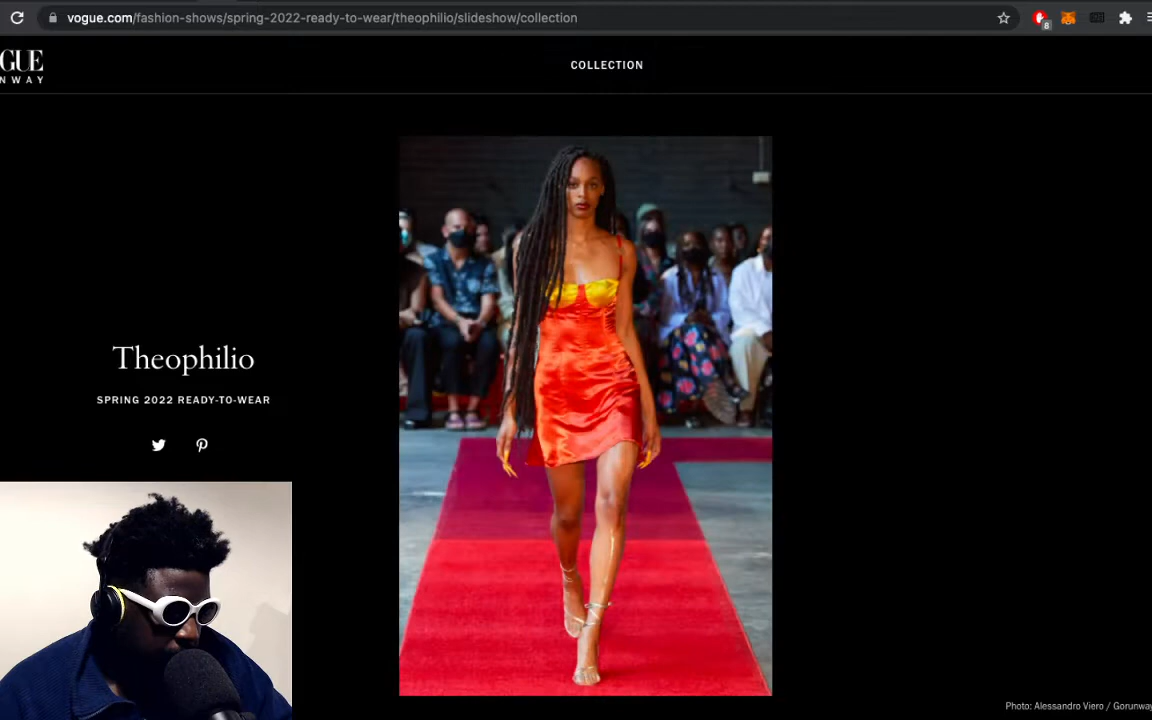 vogue.com/fashion-shows/spring-2022-ready-to-wear/theophilio/slideshow/collection
8
GUE
NWAY
COLLECTION
Theophilio
SPRING 2022 READY-TO-WEAR
Photo: Alessandro Viero / Gorunway